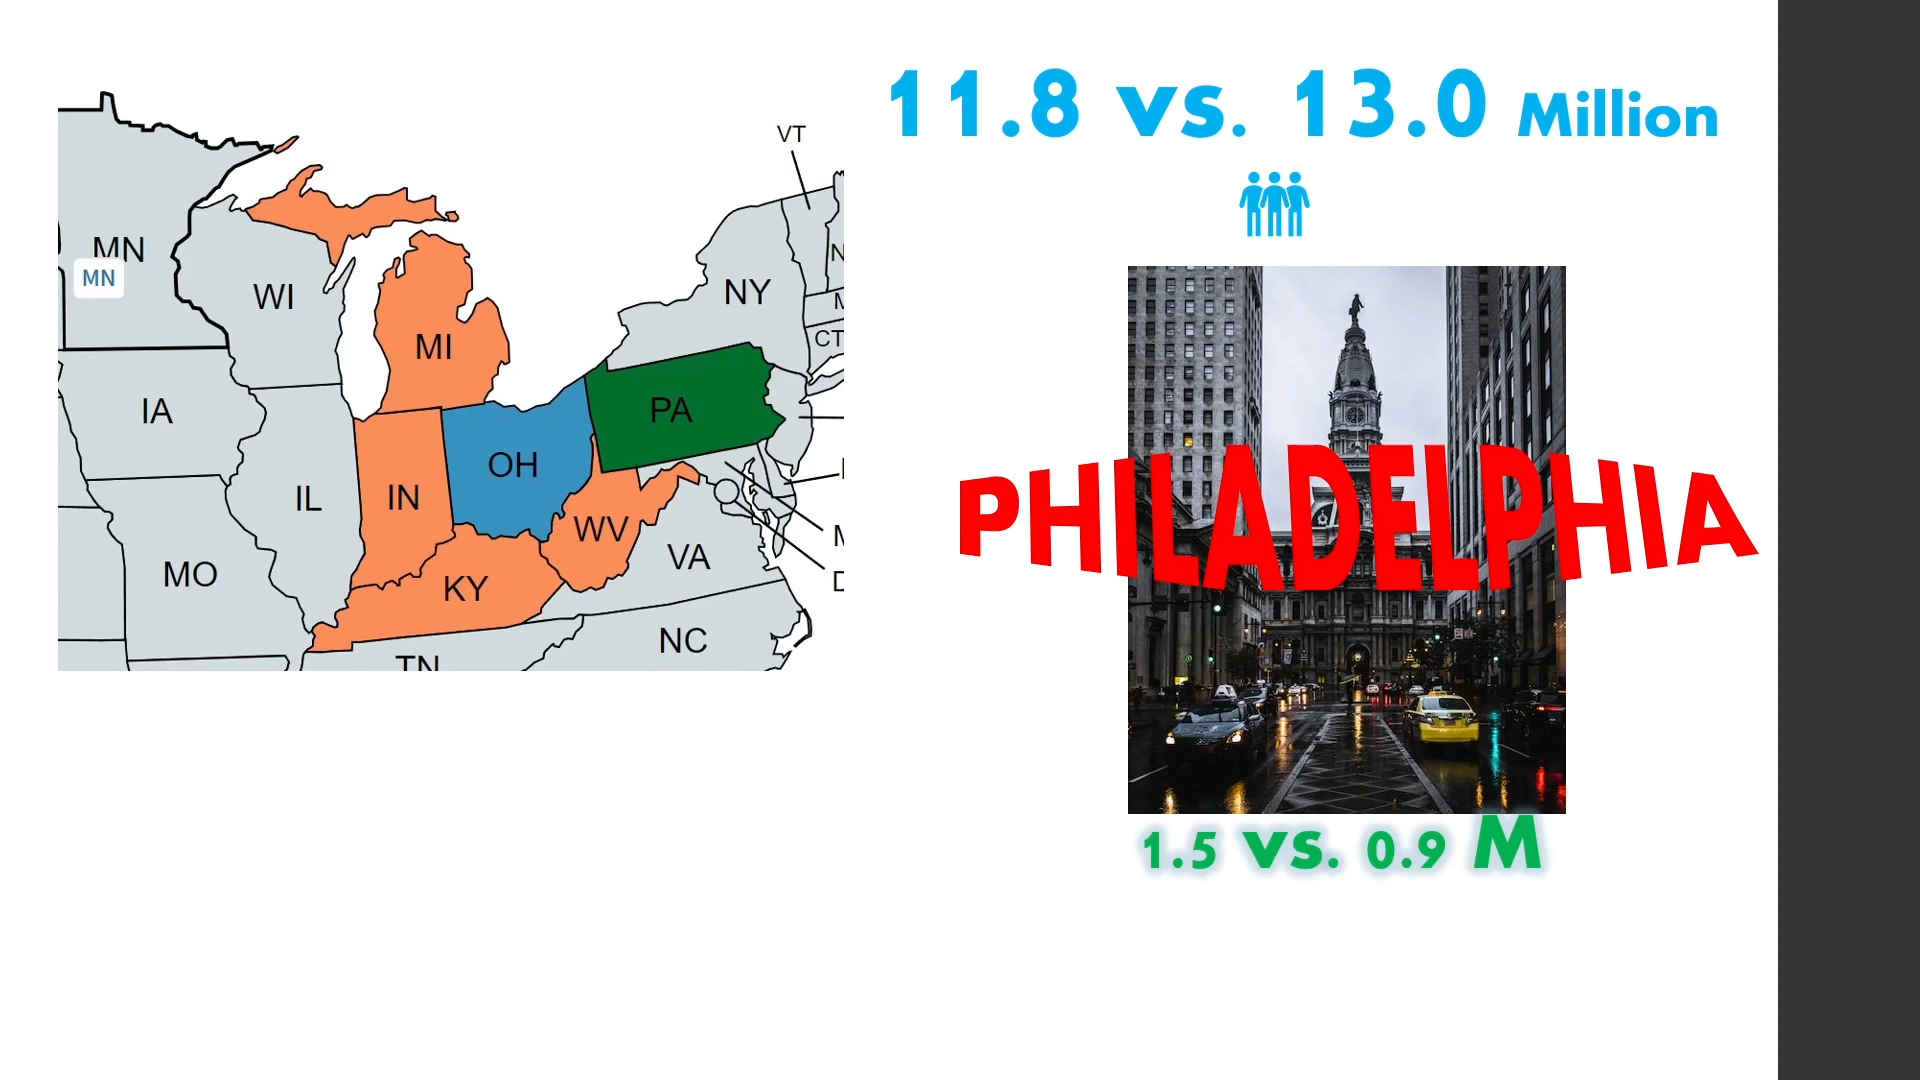 11.8 vs. 13.0 Million
VT
MN
MN
WI
NY
MI
CT
IA
PA
OH
IL
IN
WV
VA
MO
KY
NC
TN
PHILADELPHIA
1.5 vs. 0.9 M